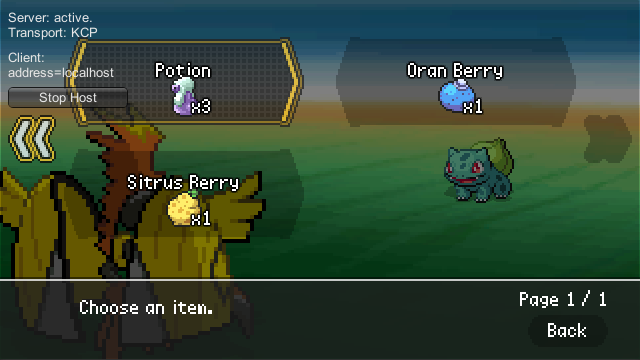 Server: active.
Transport: KCP
Client:
address=localhost
Stop Host
Potion
x3
Oran Berry
x1
Sitrus Berry
x1
Choose an item.
Page 1 / 1
Back